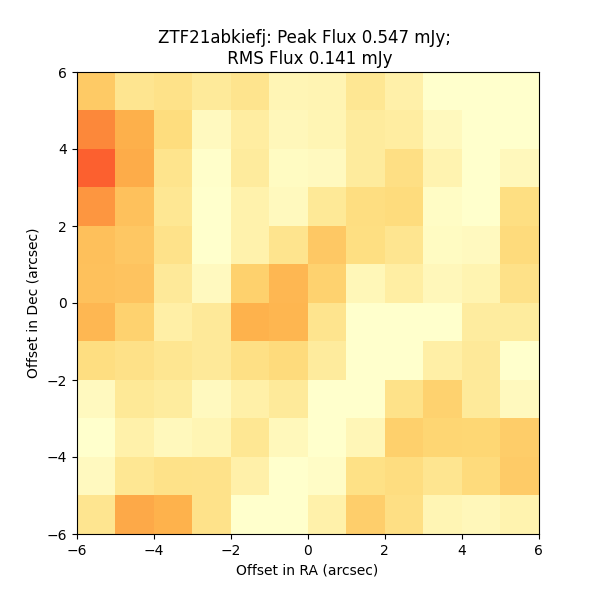 ZTF21abkiefj: Peak Flux 0.547 mJy;
RMS Flux 0.141 mJy
6
4
2
0
−2
−4
−6
Offset in Dec (arcsec)
−6 −4 −2 0 2 4 6
Offset in RA (arcsec)